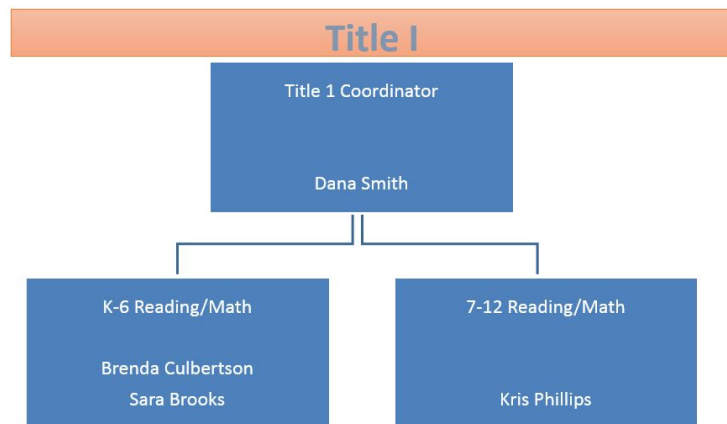 Title I
Title 1 Coordinator
Dana Smith
K-6 Reading/Math
Brenda Culbertson
Sara Brooks
7-12 Reading/Math
Kris Phillips